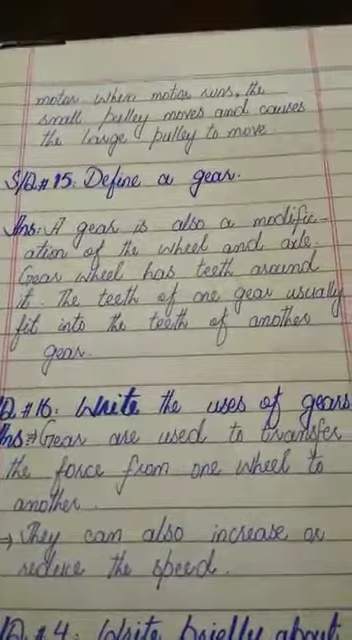 motor. When motor runs, the
small pulley moves and causes
the large pulley to move
S/Q.# 15: Define a gear.
Ans: A gear is also a modific-
ation of the wheel and axle.
Gear wheel has teeth around
it. The teeth of one gear usually
fit into the teeth of another
gear.
/Q.#16: Write the uses of gears
Ans⇒Gear are used to transfer
the force from one wheel to
another.
→ They can also increase or
reduce the speed.
/Q.# 4: Write briefly about